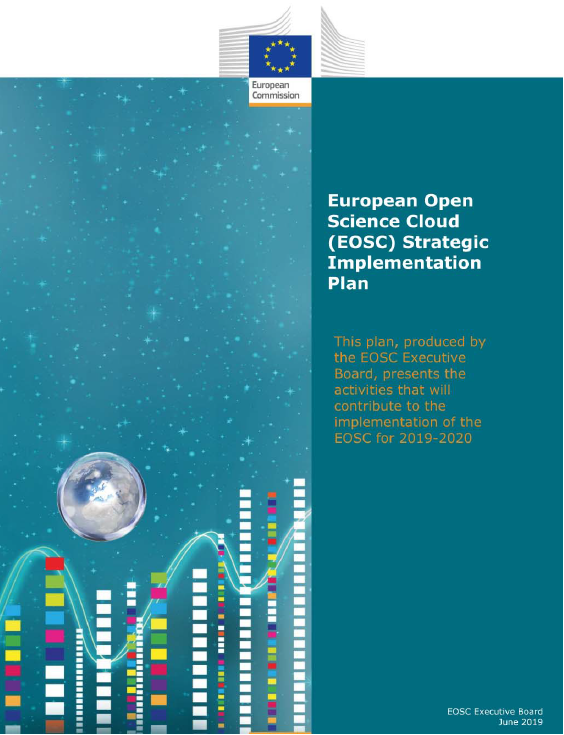 European
Commission
European Open
Science Cloud
(EOSC) Strategic
Implementation
Plan
This plan, produced by
the EOSC Executive
Board, presents the
activities that will
contribute to the
implementation of the
EOSC for 2019-2020
EOSC Executive Board
June 2019